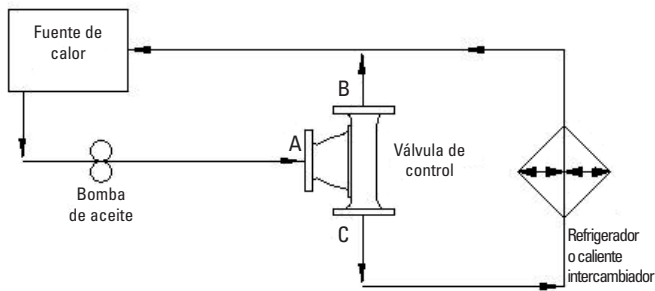 Fuente de
calor
B
A
Válvula de
control
Bomba
de aceite
C
Refrigerador
o caliente
intercambiador